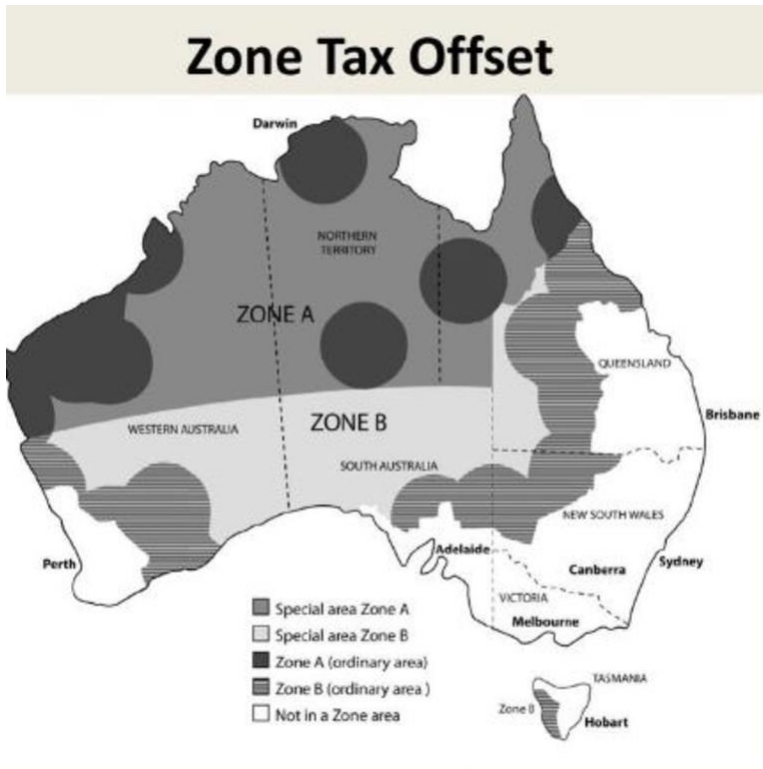 Zone Tax Offset
Darwin
NORTHERN
TERRITORY
ZONE A
QUEENSLAND
ZONE B
WESTERN AUSTRALIA
Brisbane
SOUTH AUSTRALIA
NEW SOUTH WALES
Adelaide
Perth
Canberra
Sydney
VICTORIA
Melbourne
Special area Zone A
Special area Zone B
Zone A (ordinary area)
Zone B (ordinary area )
Not in a Zone area
TASMANIA
Zone B
Hobart